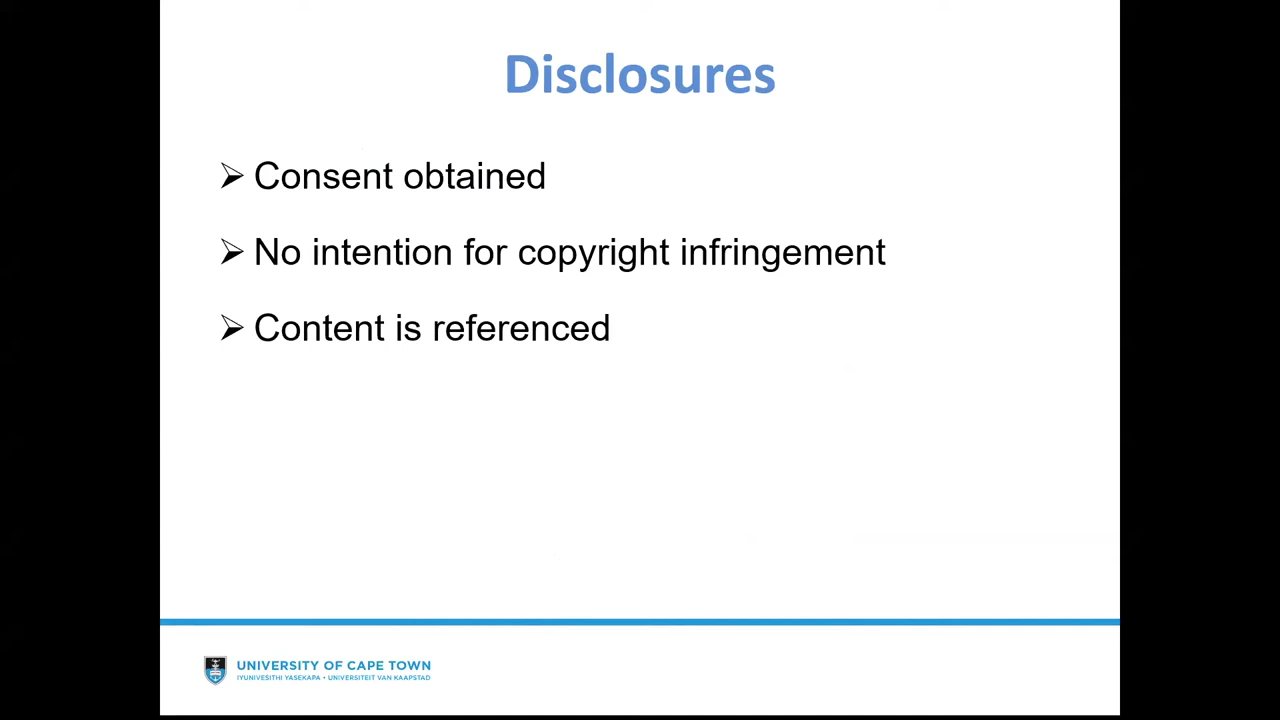 Disclosures
Consent obtained
No intention for copyright infringement
Content is referenced
UNIVERSITY OF CAPE TOWN
IYUNIVESITHI YASEKAPA • UNIVERSITEIT VAN KAAPSTAD